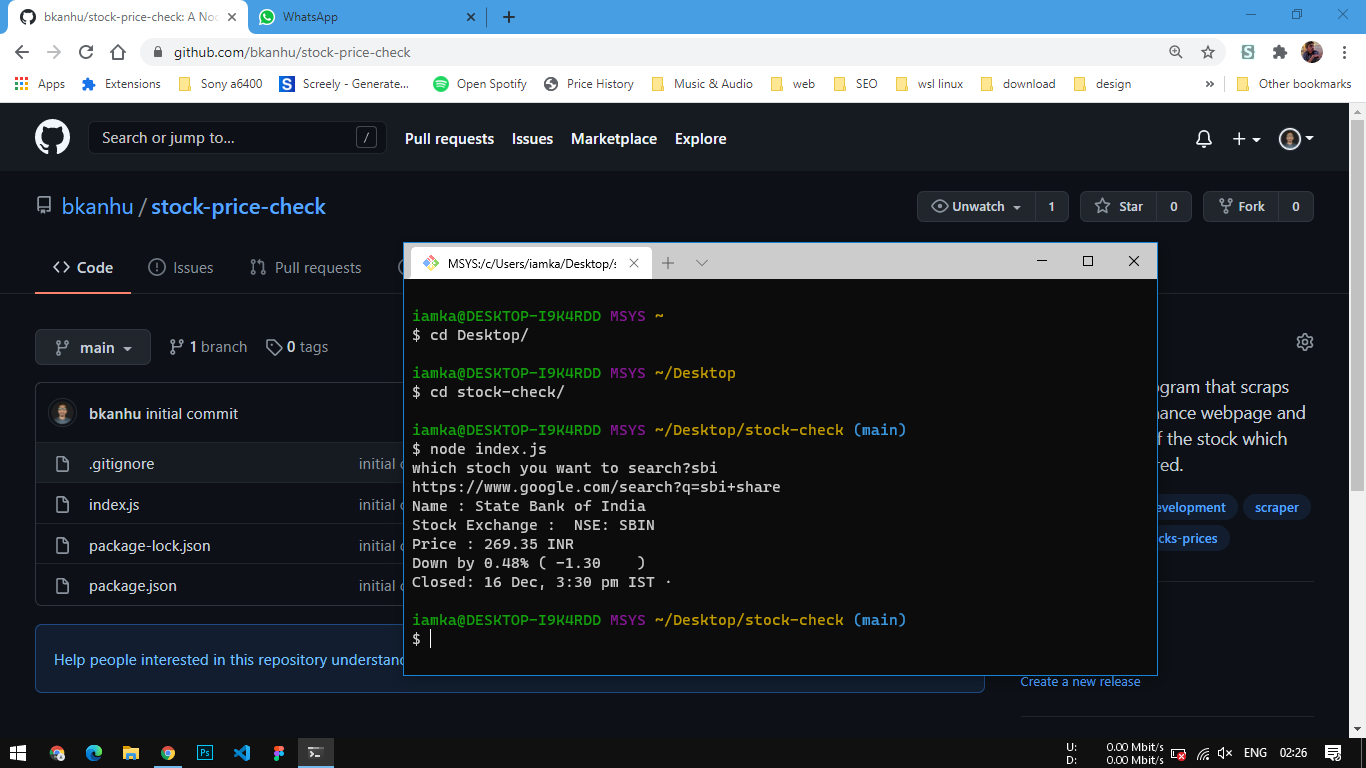 bkanhu/stock-price-check: A Nod
WhatsApp
github.com/bkanhu/stock-price-check
Apps
Extensions
Sony a6400
Screely - Generate...
Open Spotify
Price History
Music & Audio
web
SEO
wsl linux
download
design
»
Other bookmarks
Search or jump to...
/
Pull requests
Issues
Marketplace
Explore
bkanhu / stock-price-check
Unwatch
1
Star
0
Fork
0
Code
Issues
Pull requests
main
1 branch
0 tags
bkanhu initial commit
.gitignore
initial c
index.js
initial c
package-lock.json
initial c
package.json
initial c
Help people interested in this repository understand
MSYS:/c/Users/iamka/Desktop/s
iamka@DESKTOP-I9K4RDD MSYS ~
$ cd Desktop/
iamka@DESKTOP-I9K4RDD MSYS ~/Desktop
$ cd stock-check/
iamka@DESKTOP-I9K4RDD MSYS ~/Desktop/stock-check (main)
$ node index.js
which stoch you want to search?sbi
https://www.google.com/search?q=sbi+share
Name : State Bank of India
Stock Exchange :  NSE: SBIN
Price : 269.35 INR
Down by 0.48% ( -1.30    )
Closed: 16 Dec, 3:30 pm IST ·
iamka@DESKTOP-I9K4RDD MSYS ~/Desktop/stock-check (main)
$
ogram that scraps
nance webpage and
f the stock which
red.
evelopment
scraper
cks-prices
Create a new release
Ps
U: 0.00 Mbit/s
D: 0.00 Mbit/s
ENG
02:26